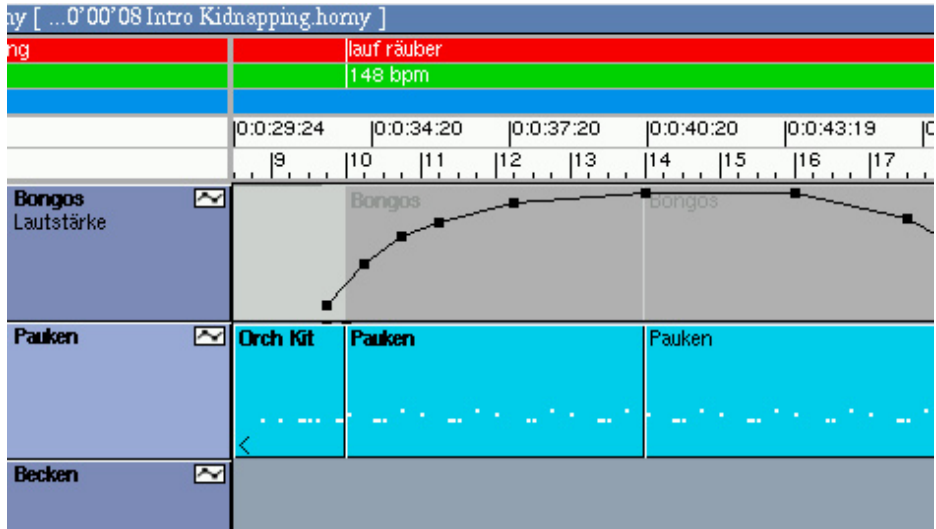 ny [ ...0'00'08 Intro Kidnapping.horny ]
ng lauf räuber
148 bpm
0:0:29:24 0:0:34:20 0:0:37:20 0:0:40:20 0:0:43:19
9 10 11 12 13 14 15 16 17
Bongos Bongos Bongos
Lautstärke
Pauken Orch Kit Pauken Pauken
Becken